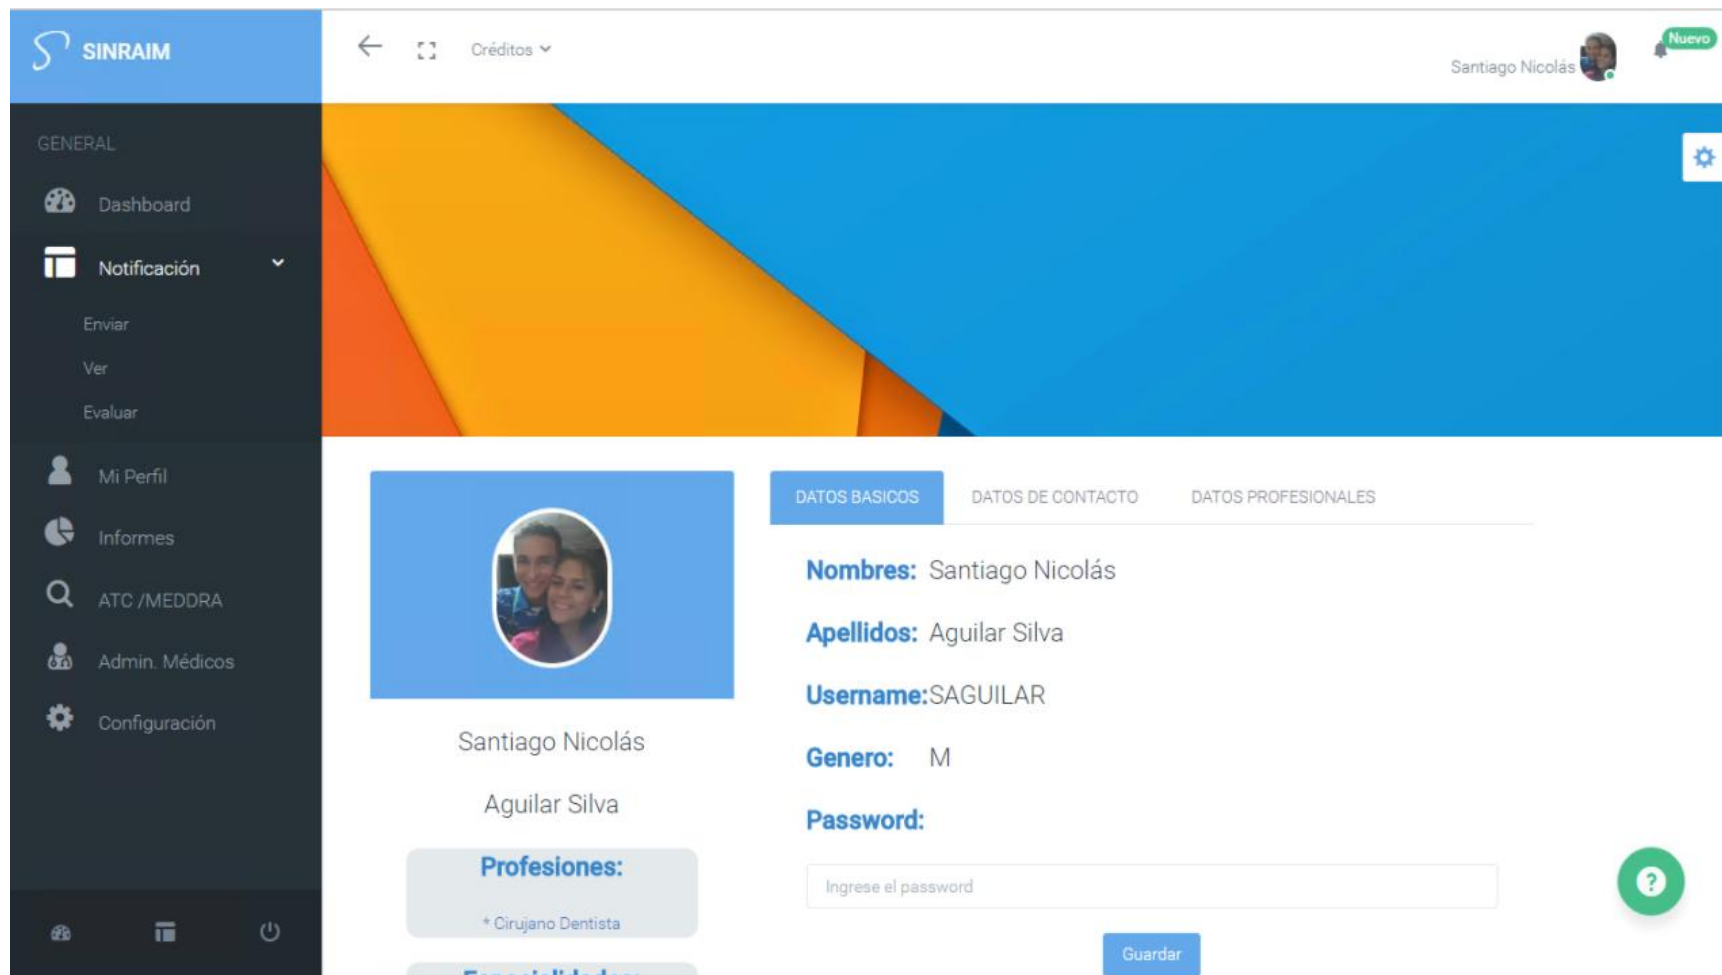 SINRAIM
Créditos
Santiago Nicolás
Nuevo
GENERAL
Dashboard
Notificación
Enviar
Ver
Evaluar
Mi Perfil
Informes
ATC /MEDDRA
Admin. Médicos
Configuración
Santiago Nicolás
Aguilar Silva
Profesiones:
* Cirujano Dentista
Especialidades:
DATOS BASICOS DATOS DE CONTACTO DATOS PROFESIONALES
Nombres: Santiago Nicolás
Apellidos: Aguilar Silva
Username:SAGUILAR
Genero: M
Password:
Ingrese el password
Guardar
?